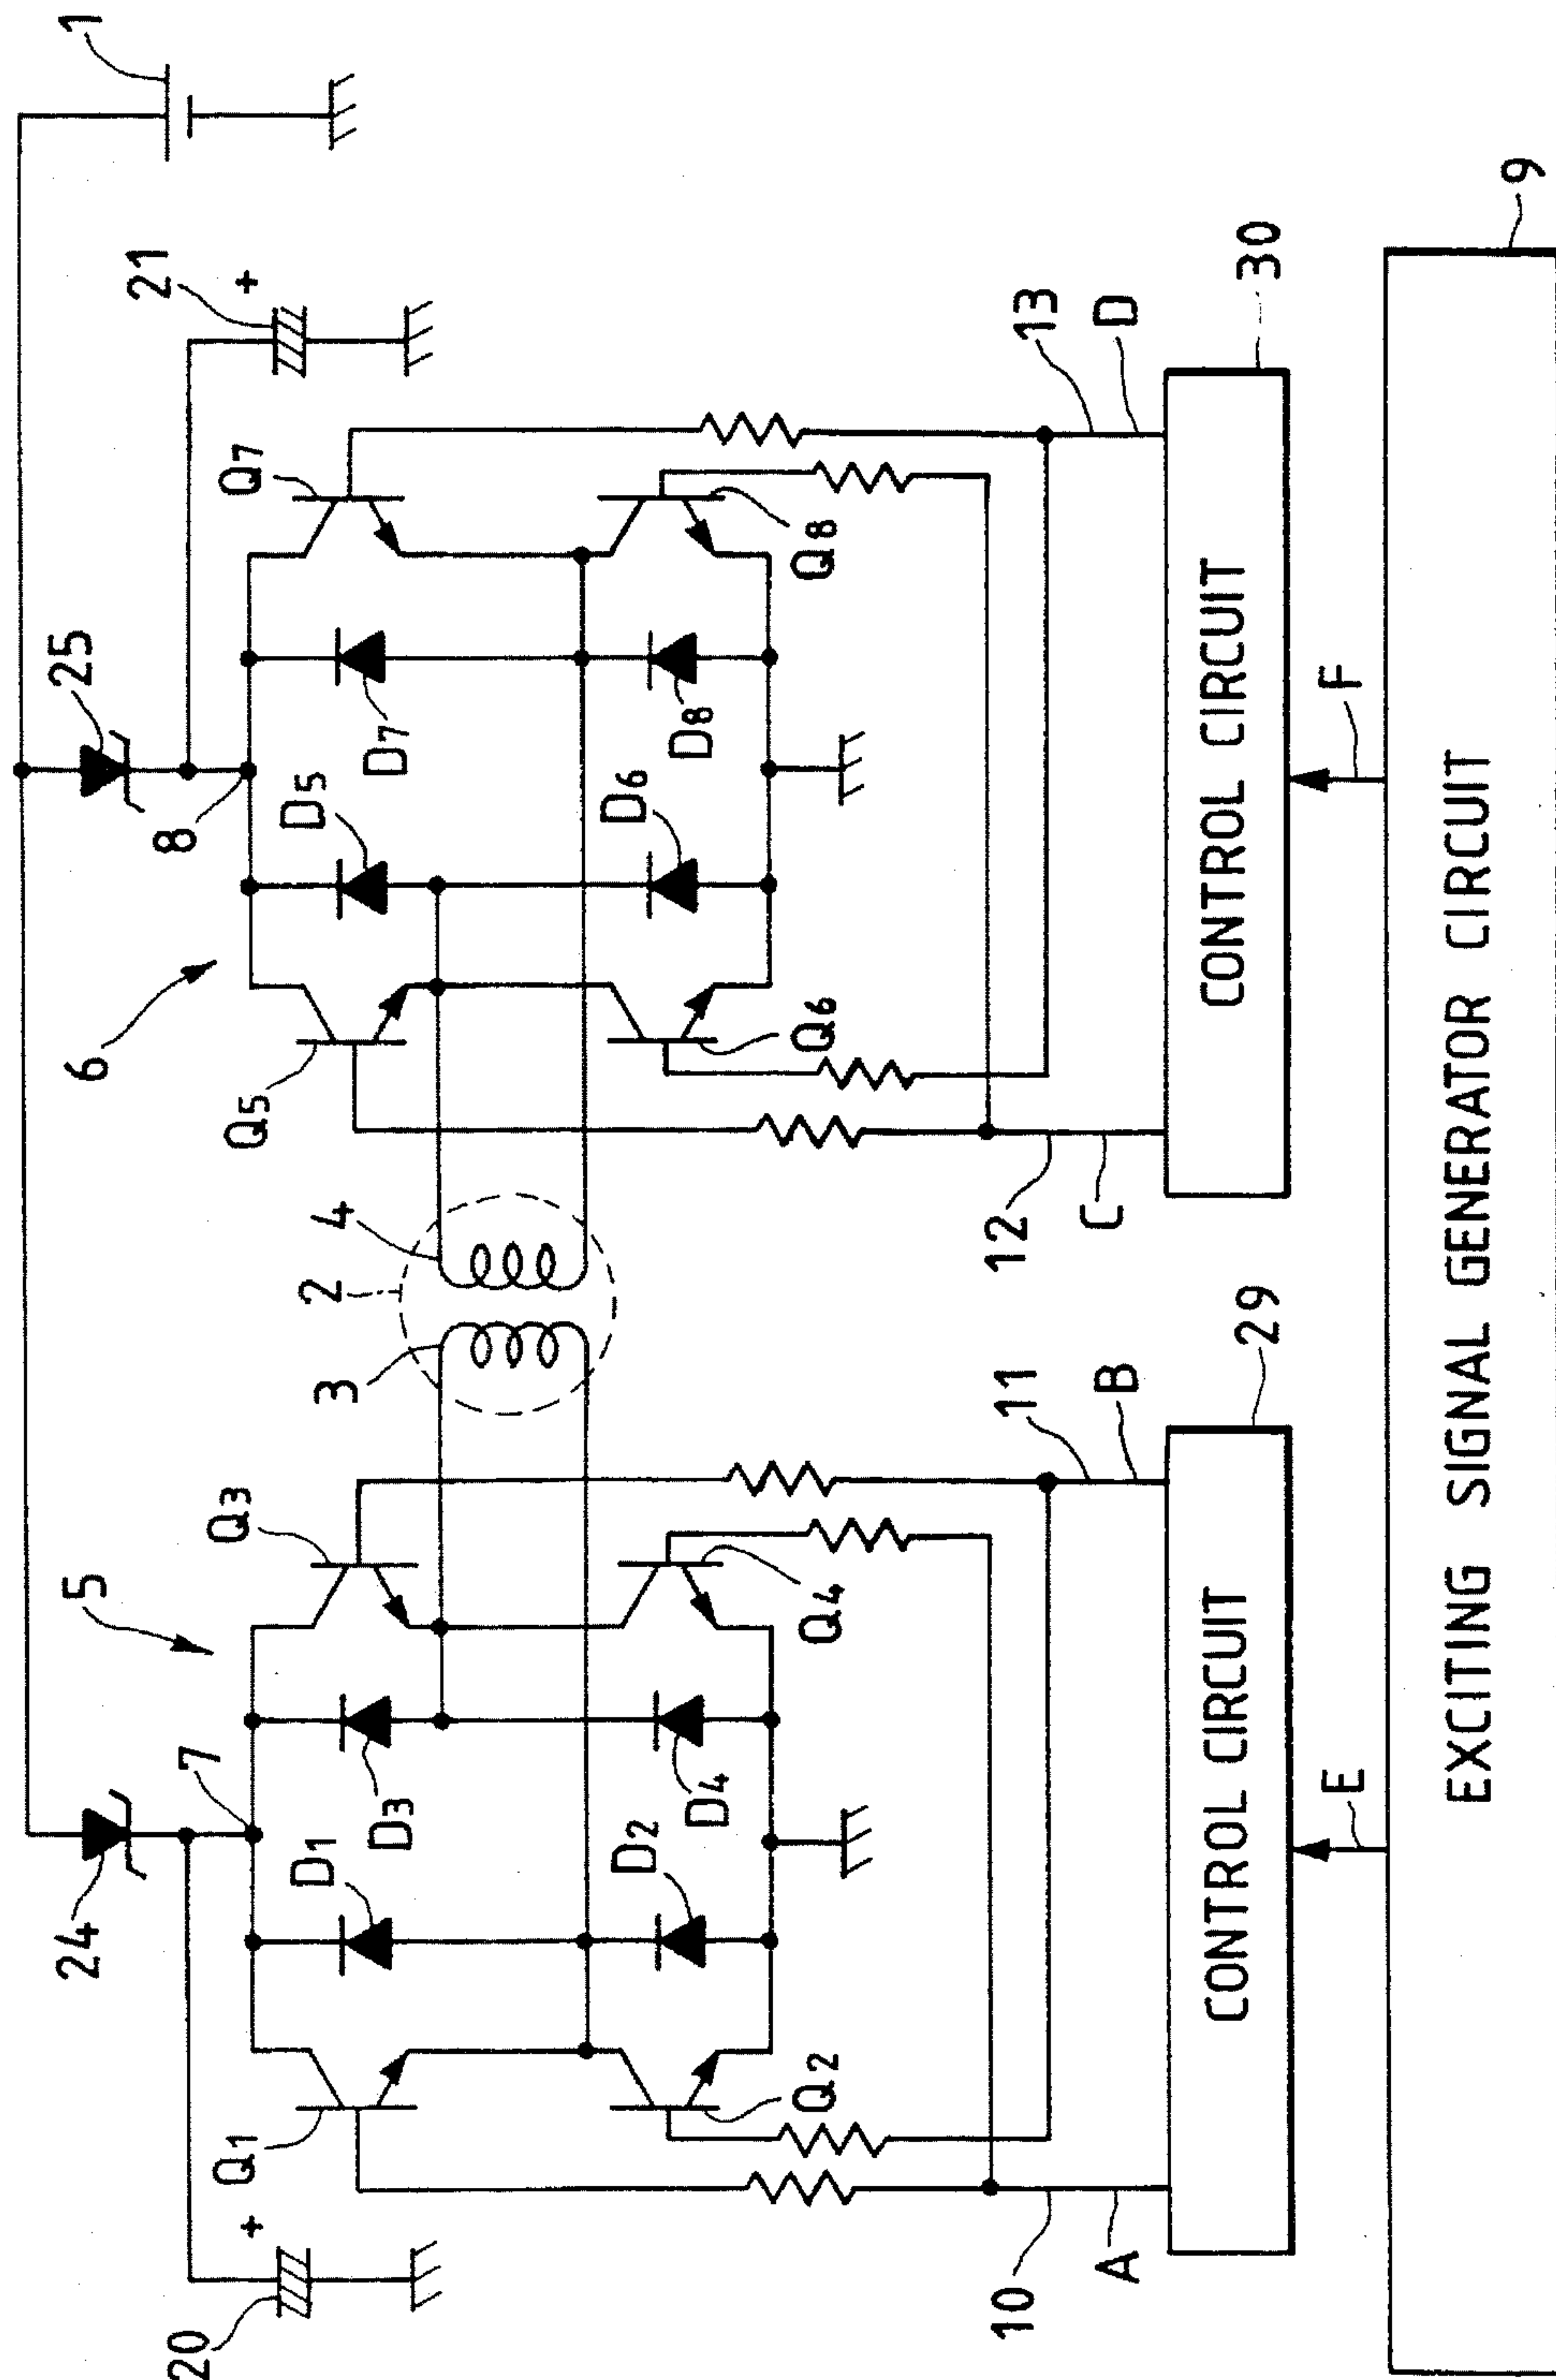 1
24
25
20
+
7
5
8
6
21
+
Q1
D1
D3
Q3
Q5
D5
D7
Q7
2
3
4
Q2
D2
D4
Q4
Q6
D6
D8
Q8
10
A
11
B
12
C
13
D
CONTROL CIRCUIT
29
CONTROL CIRCUIT
30
E
F
EXCITING SIGNAL GENERATOR CIRCUIT
9